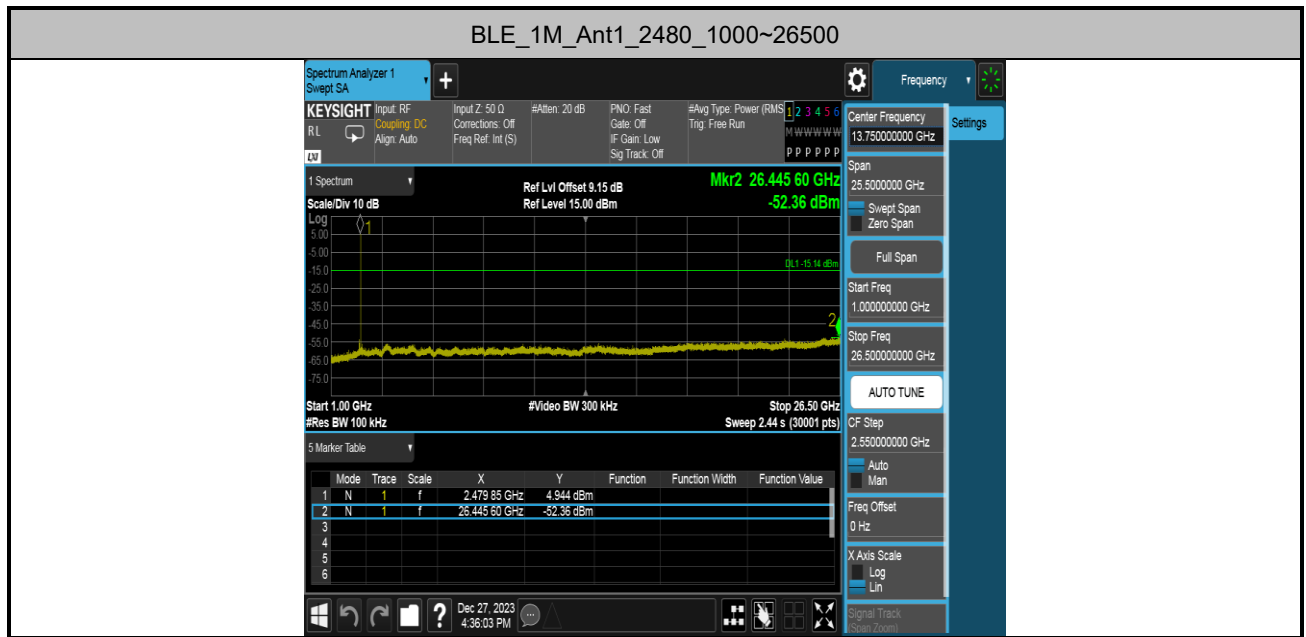 BLE_1M_Ant1_2480_1000~26500
Spectrum Analyzer 1
Swept SA
+
Frequency
KEYSIGHT
RL
LXI
Input: RF
Coupling: DC
Align: Auto
Input Z: 50 Ω
Corrections: Off
Freq Ref: Int (S)
#Atten: 20 dB
PNO: Fast
Gate: Off
IF Gain: Low
Sig Track: Off
#Avg Type: Power (RMS
Trig: Free Run
1 2 3 4 5 6
M W W W W W
P P P P P P
1 Spectrum
Scale/Div 10 dB
Ref Lvl Offset 9.15 dB
Ref Level 15.00 dBm
Mkr2 26.445 60 GHz
-52.36 dBm
Log
1
5.00
-5.00
DL1 -15.14 dBm
-15.0
-25.0
-35.0
-45.0
2
-55.0
-65.0
-75.0
Start 1.00 GHz
#Video BW 300 kHz
Stop 26.50 GHz
#Res BW 100 kHz
Sweep 2.44 s (30001 pts)
5 Marker Table
Mode Trace Scale X Y Function Function Width Function Value
1 N 1 f 2.479 85 GHz 4.944 dBm
2 N 1 f 26.445 60 GHz -52.36 dBm
3
4
5
6
?
Dec 27, 2023
4:36:03 PM
Center Frequency
13.750000000 GHz
Settings
Span
25.5000000 GHz
Swept Span
Zero Span
Full Span
Start Freq
1.000000000 GHz
Stop Freq
26.500000000 GHz
AUTO TUNE
CF Step
2.550000000 GHz
Auto
Man
Freq Offset
0 Hz
X Axis Scale
Log
Lin
Signal Track
(Span Zoom)